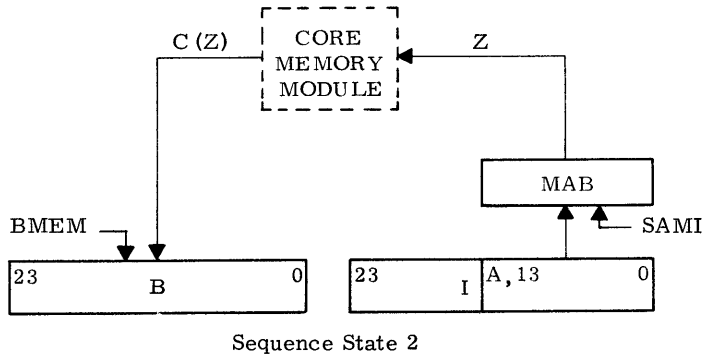 CORE
MEMORY
MODULE
C (Z)
Z
MAB
BMEM
SAMI
23 B 0
23 I A,13 0
Sequence State 2